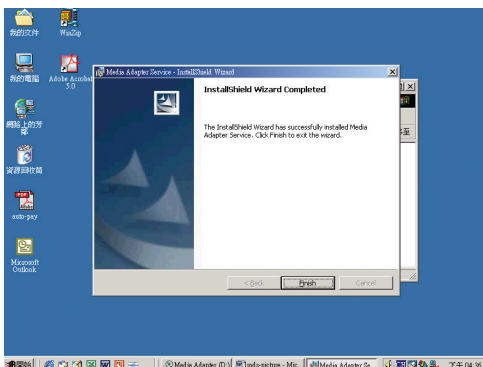 我的文件
WinZip
我的電腦
Adobe Acrobat
5.0
網路上的芳
鄰
資源回收筒
auto-pay
Microsoft
Outlook
Media Adapter Service - InstallShield Wizard
InstallShield Wizard Completed
The InstallShield Wizard has successfully installed Media
Adapter Service. Click Finish to exit the wizard.
< Back
Finish
Cancel
移至
開始
Media Adapter (D:)
Media Adapter Se...
下午 04:36